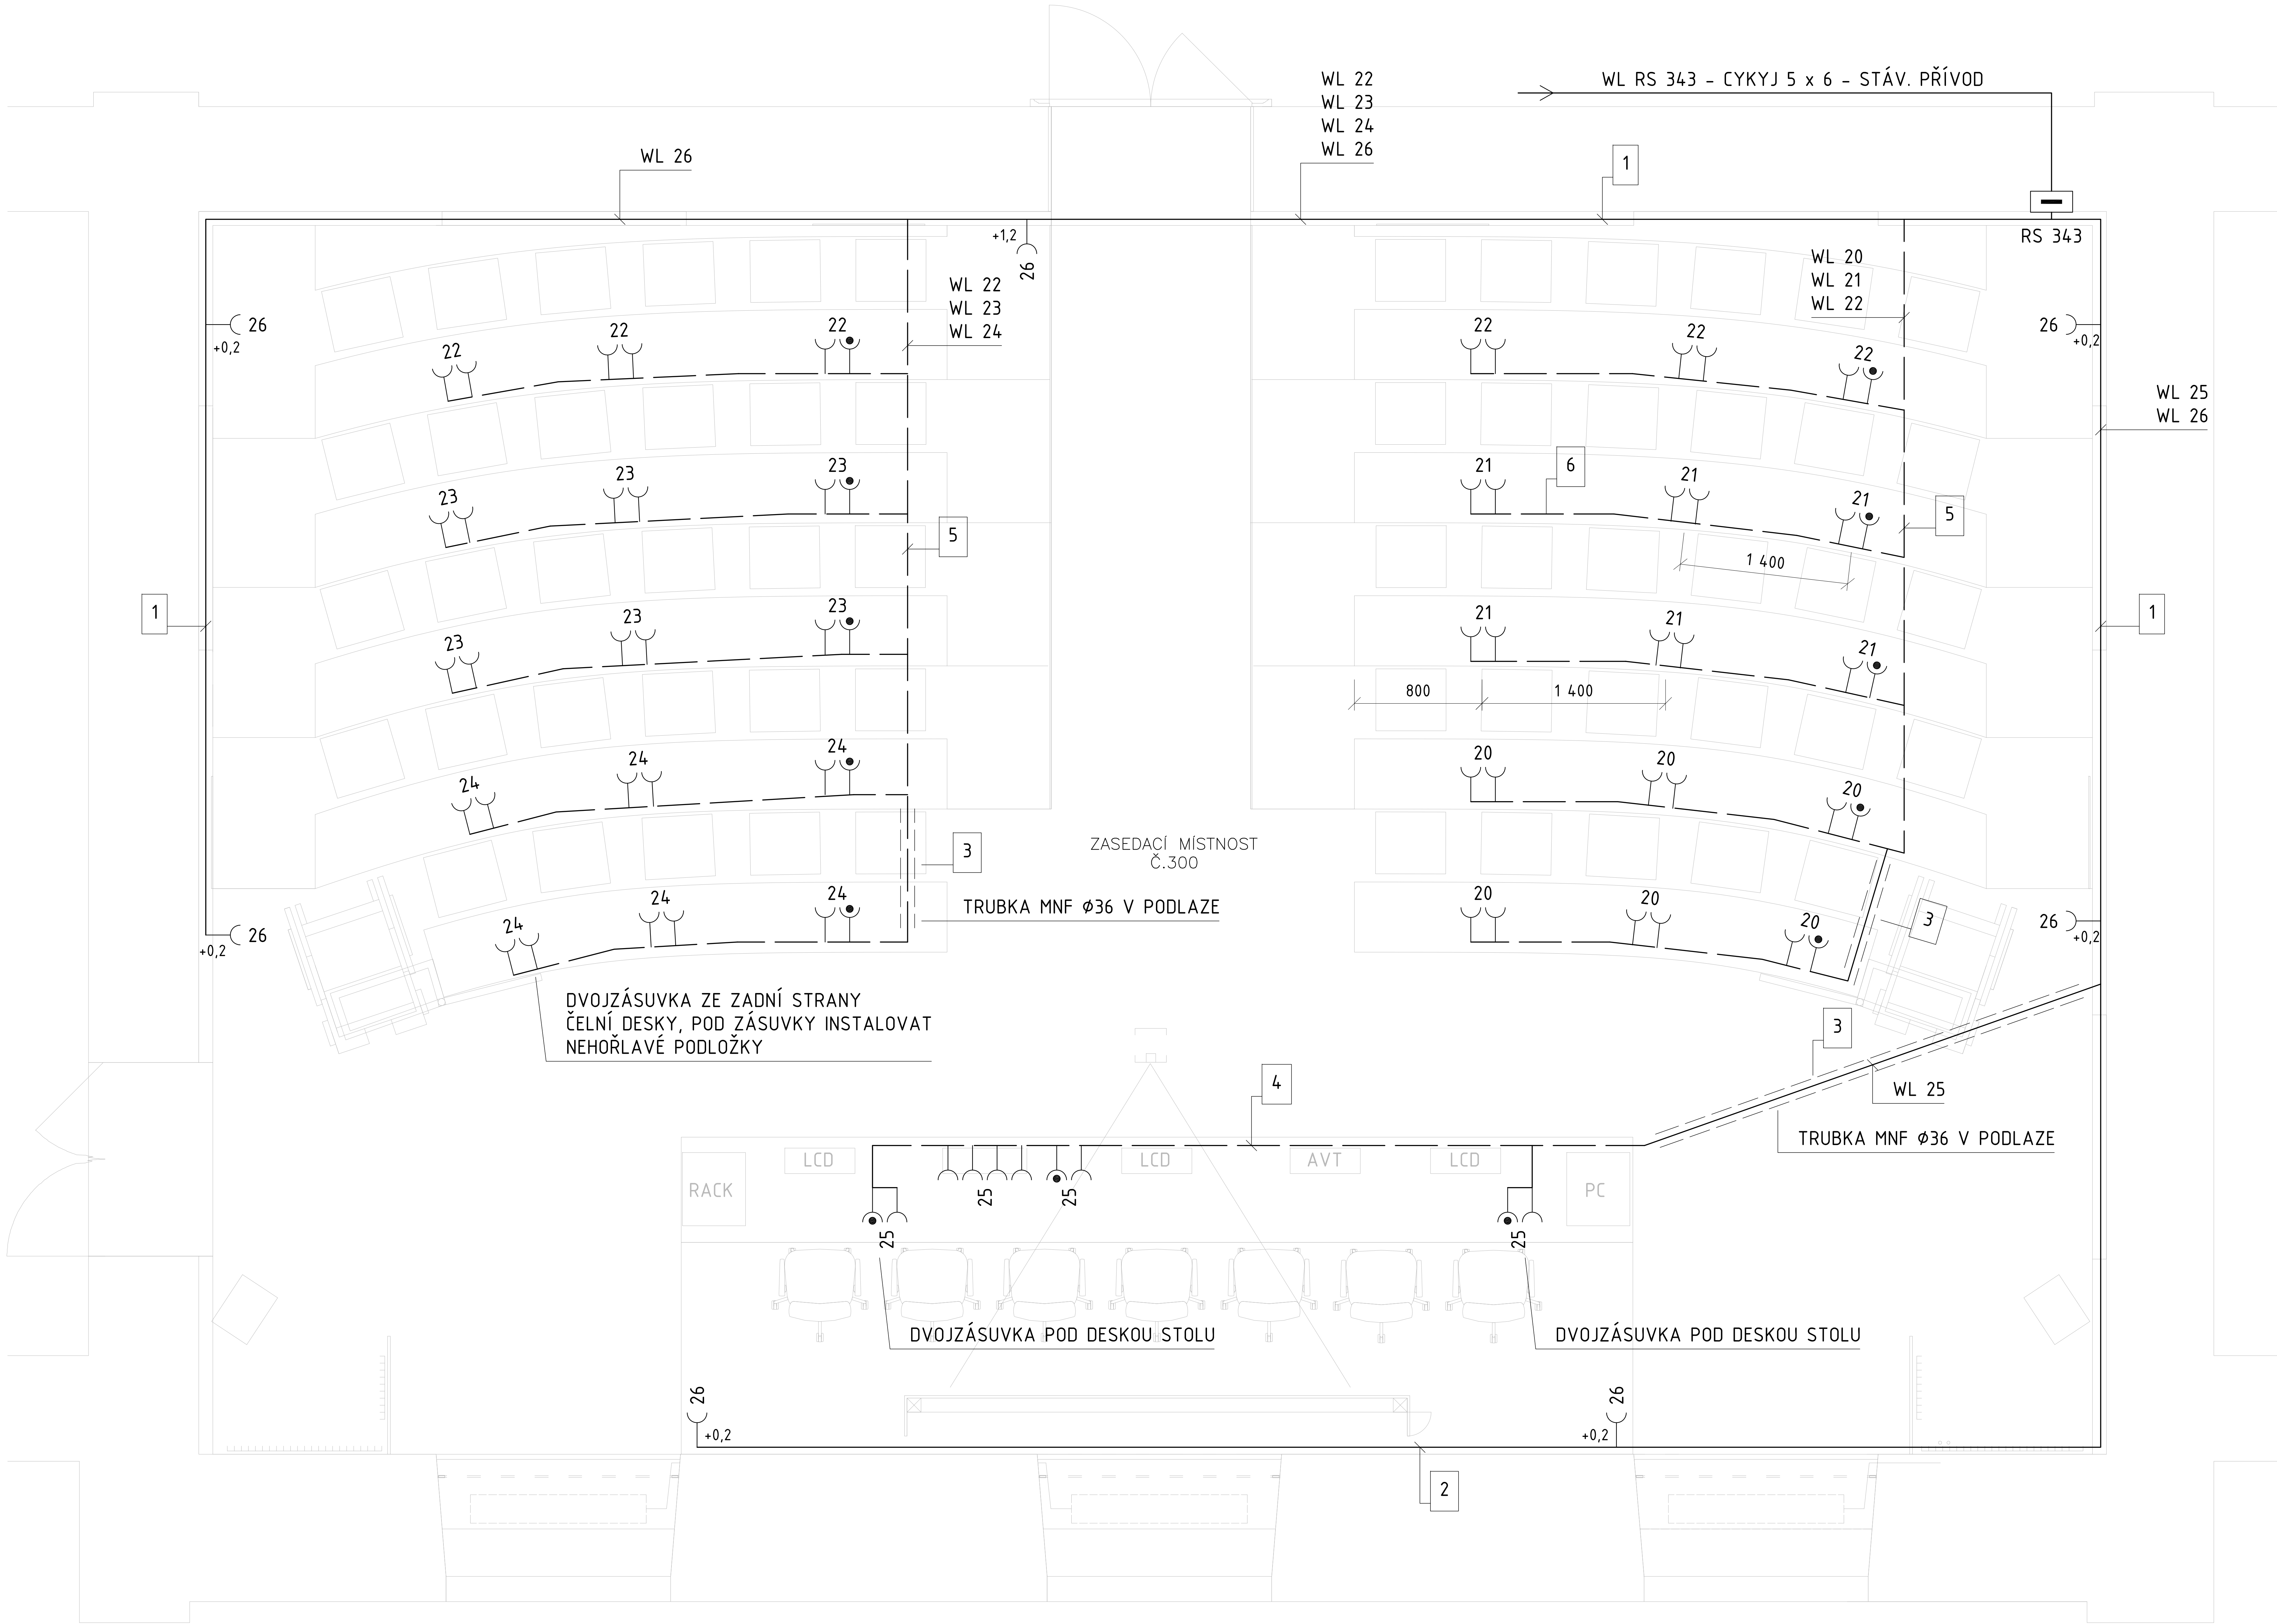 WL 22
WL 23
WL 24
WL 26
WL RS 343 - CYKYJ 5 x 6 - STÁV. PŘÍVOD
WL 26
1
RS 343
+1,2
26
WL 20
WL 21
WL 22
WL 22
WL 23
WL 24
26
+0,2
26
+0,2
22
22
22
22
22
22
WL 25
WL 26
23
23
23
21
6
21
21
5
5
1 400
1
1
23
23
23
21
21
21
800
1 400
24
24
24
20
20
20
3
ZASEDACÍ MÍSTNOST
Č.300
TRUBKA MNF Ø36 V PODLAZE
24
24
24
20
20
20
3
26
+0,2
26
+0,2
DVOJZÁSUVKA ZE ZADNÍ STRANY
ČELNÍ DESKY, POD ZÁSUVKY INSTALOVAT
NEHOŘLAVÉ PODLOŽKY
3
4
WL 25
TRUBKA MNF Ø36 V PODLAZE
LCD
LCD
AVT
LCD
RACK
PC
25
25
25
25
DVOJZÁSUVKA POD DESKOU STOLU
DVOJZÁSUVKA POD DESKOU STOLU
26
+0,2
26
+0,2
2